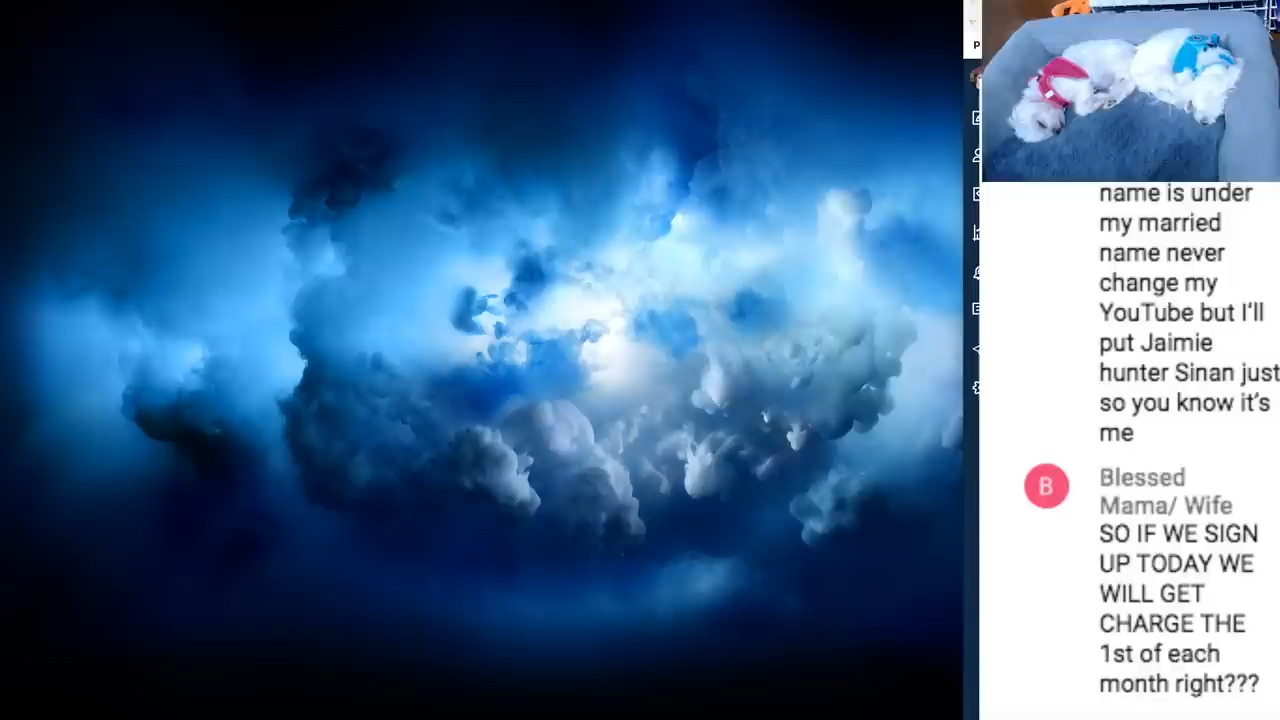 P
name is under
my married
name never
change my
YouTube but I'll
put Jaimie
hunter Sinan just
so you know it's
me
B
Blessed
Mama/ Wife
SO IF WE SIGN
UP TODAY WE
WILL GET
CHARGE THE
1st of each
month right???